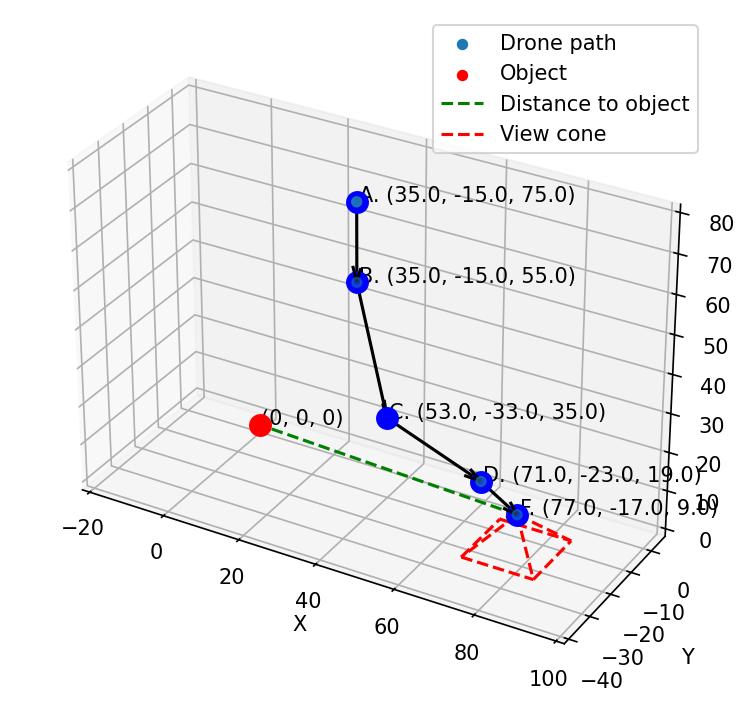 Drone path
Object
Distance to object
View cone
A. (35.0, -15.0, 75.0)
B. (35.0, -15.0, 55.0)
C. (53.0, -33.0, 35.0)
(0, 0, 0)
D. (71.0, -23.0, 19.0)
E. (77.0, -17.0, 9.0)
80
70
60
50
40
30
20
10
0
−20
0
20
40
60
80
100
X
0
−10
−20
−30
−40
Y